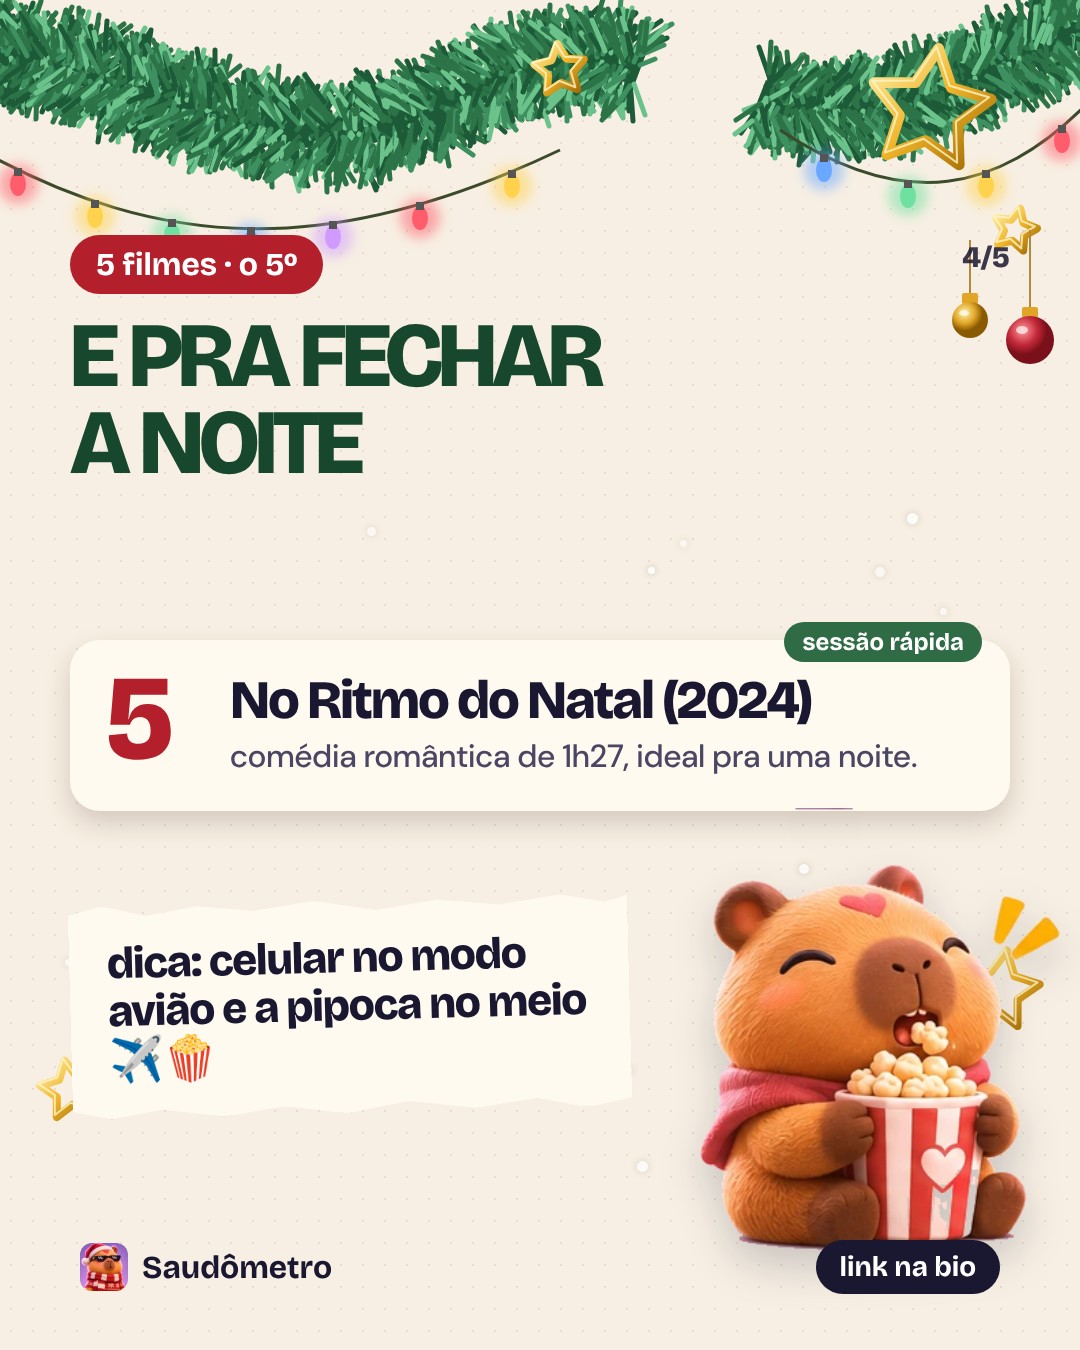 5 filmes · o 5º
4/5
E PRA FECHAR
A NOITE
sessão rápida
5
No Ritmo do Natal (2024)
comédia romântica de 1h27, ideal pra uma noite.
dica: celular no modo
avião e a pipoca no meio
✈️🍿
Saudômetro
link na bio